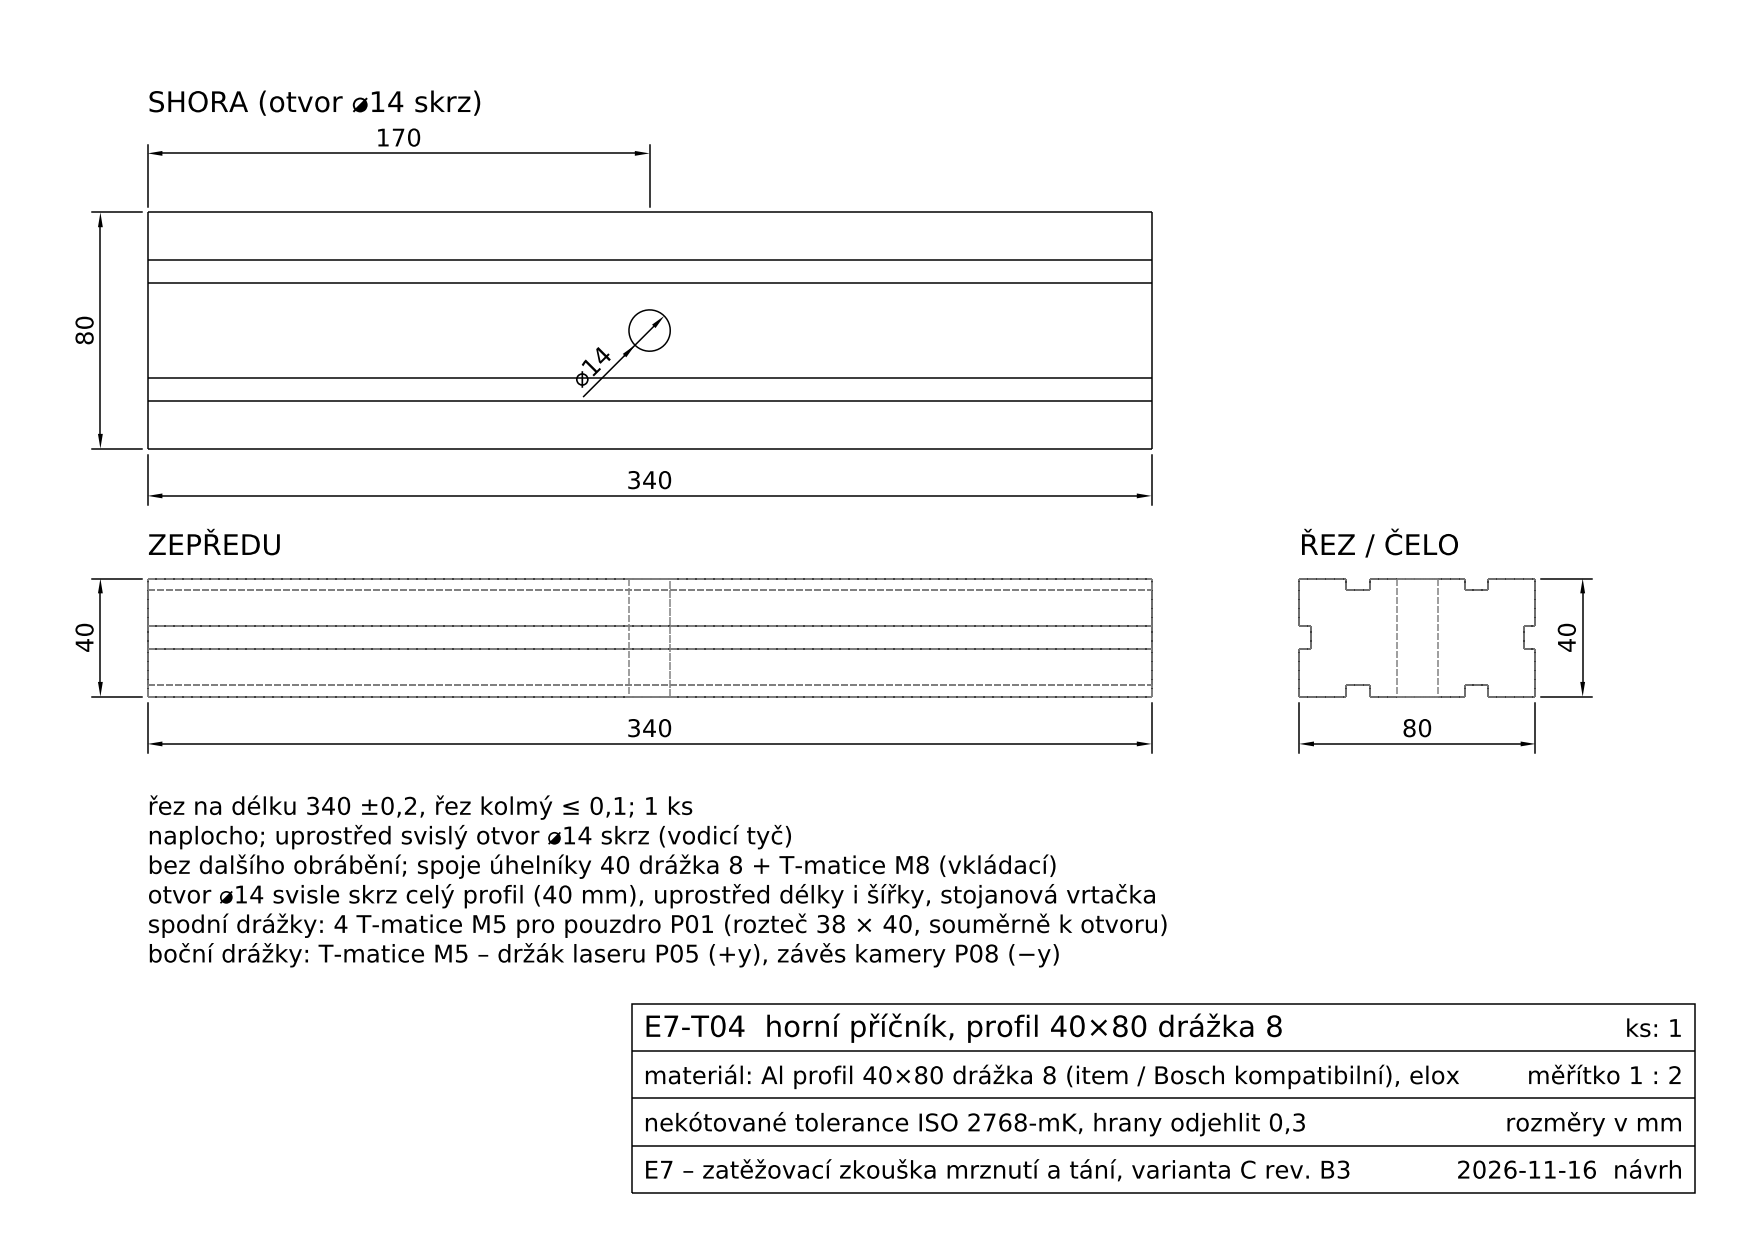 SHORA (otvor ⌀14 skrz)
170
80
⌀14
340
ZEPŘEDU
ŘEZ / ČELO
40
40
340
80
řez na délku 340 ±0,2, řez kolmý ≤ 0,1; 1 ks
naplocho; uprostřed svislý otvor ⌀14 skrz (vodicí tyč)
bez dalšího obrábění; spoje úhelníky 40 drážka 8 + T-matice M8 (vkládací)
otvor ⌀14 svisle skrz celý profil (40 mm), uprostřed délky i šířky, stojanová vrtačka
spodní drážky: 4 T-matice M5 pro pouzdro P01 (rozteč 38 × 40, souměrně k otvoru)
boční drážky: T-matice M5 – držák laseru P05 (+y), závěs kamery P08 (−y)
E7-T04 horní příčník, profil 40×80 drážka 8 ks: 1
materiál: Al profil 40×80 drážka 8 (item / Bosch kompatibilní), elox měřítko 1 : 2
nekótované tolerance ISO 2768-mK, hrany odjehlit 0,3 rozměry v mm
E7 – zatěžovací zkouška mrznutí a tání, varianta C rev. B3 2026-11-16 návrh